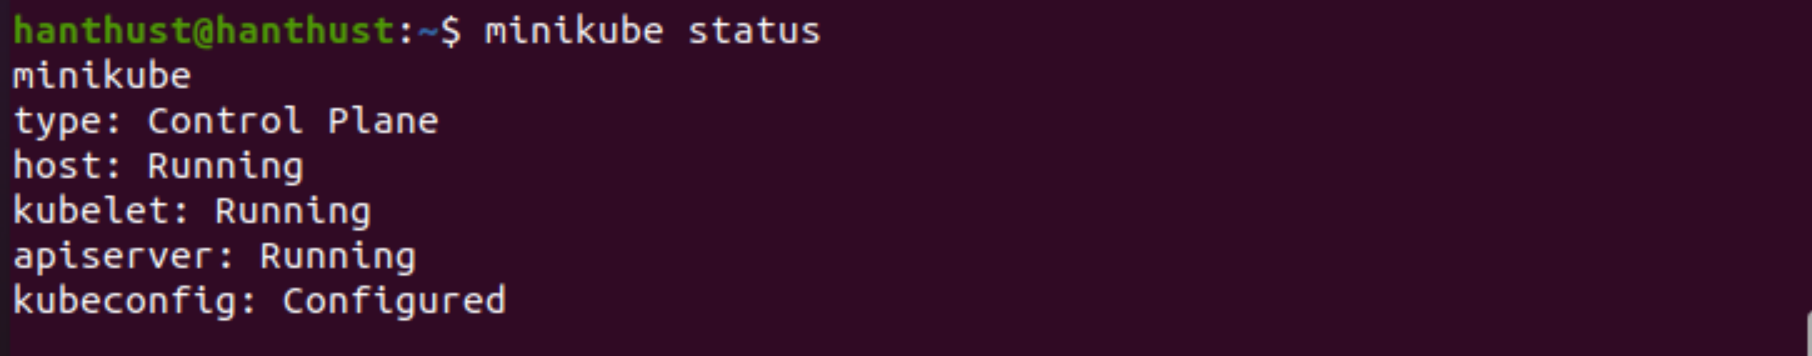 hanthust@hanthust:~$ minikube status
minikube
type: Control Plane
host: Running
kubelet: Running
apiserver: Running
kubeconfig: Configured